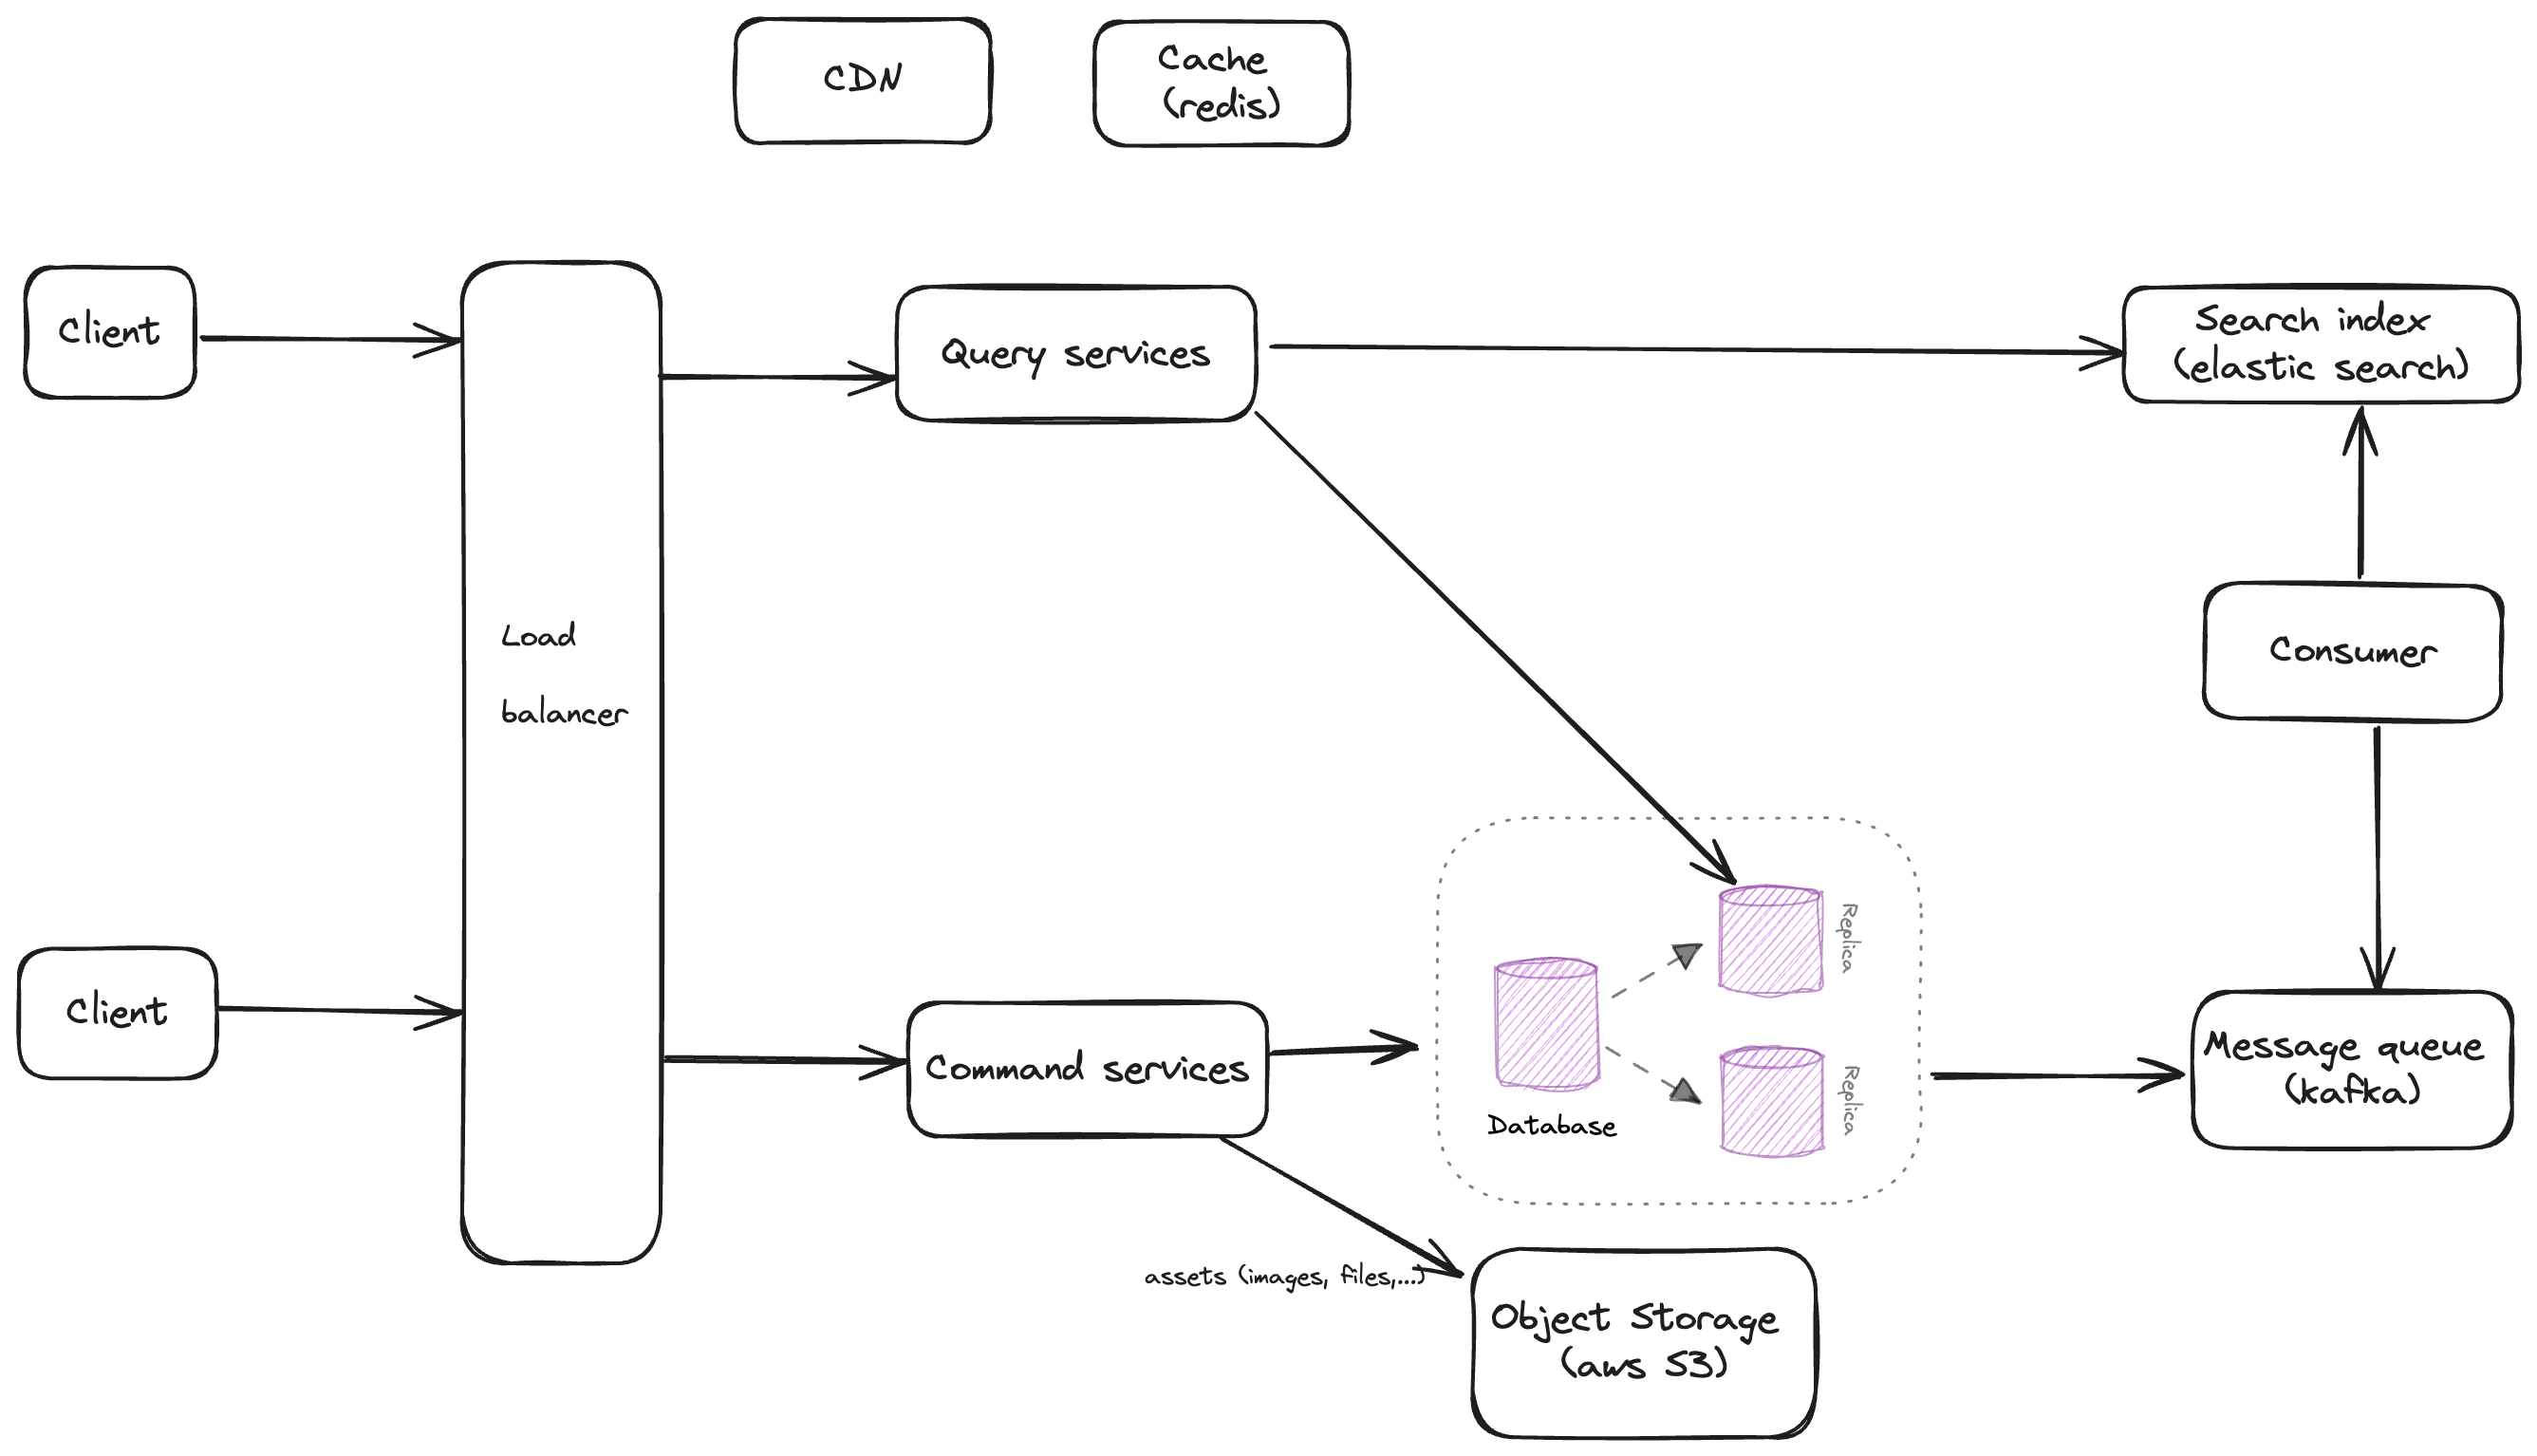 CDN
Cache
(redis)
Client
Query services
Search index
(elastic search)
Load
balancer
Consumer
Replica
Client
Command services
Database
Replica
Message queue
(kafka)
assets (images, files,...)
Object Storage
(aws S3)